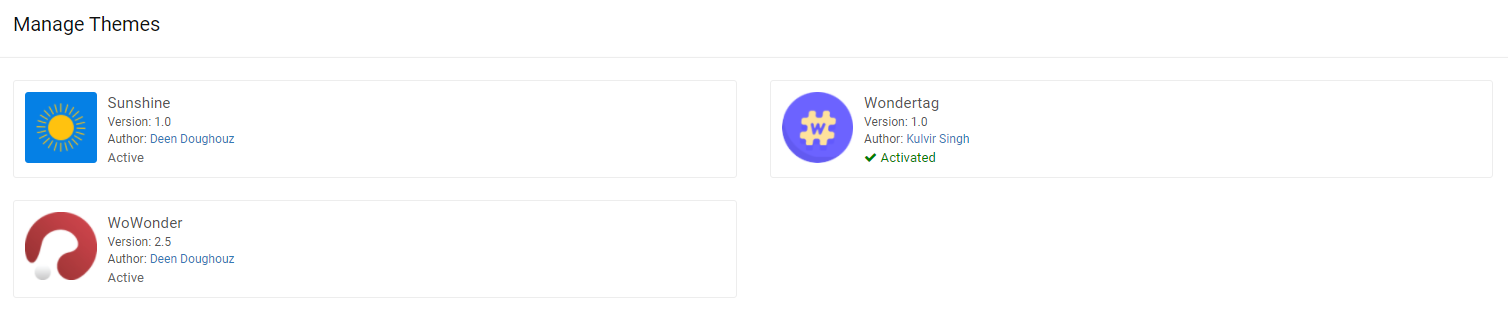 Manage Themes
Sunshine
Version: 1.0
Author: Deen Doughouz
Active
Wondertag
Version: 1.0
Author: Kulvir Singh
Activated
W
WoWonder
Version: 2.5
Author: Deen Doughouz
Active